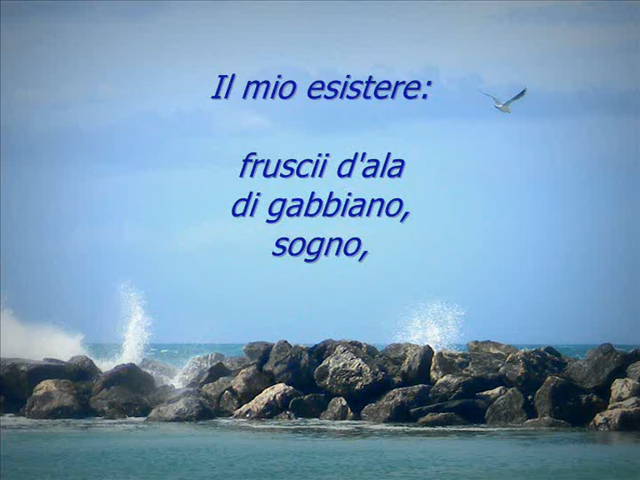 Il mio esistere:
fruscii d'ala
di gabbiano,
sogno,